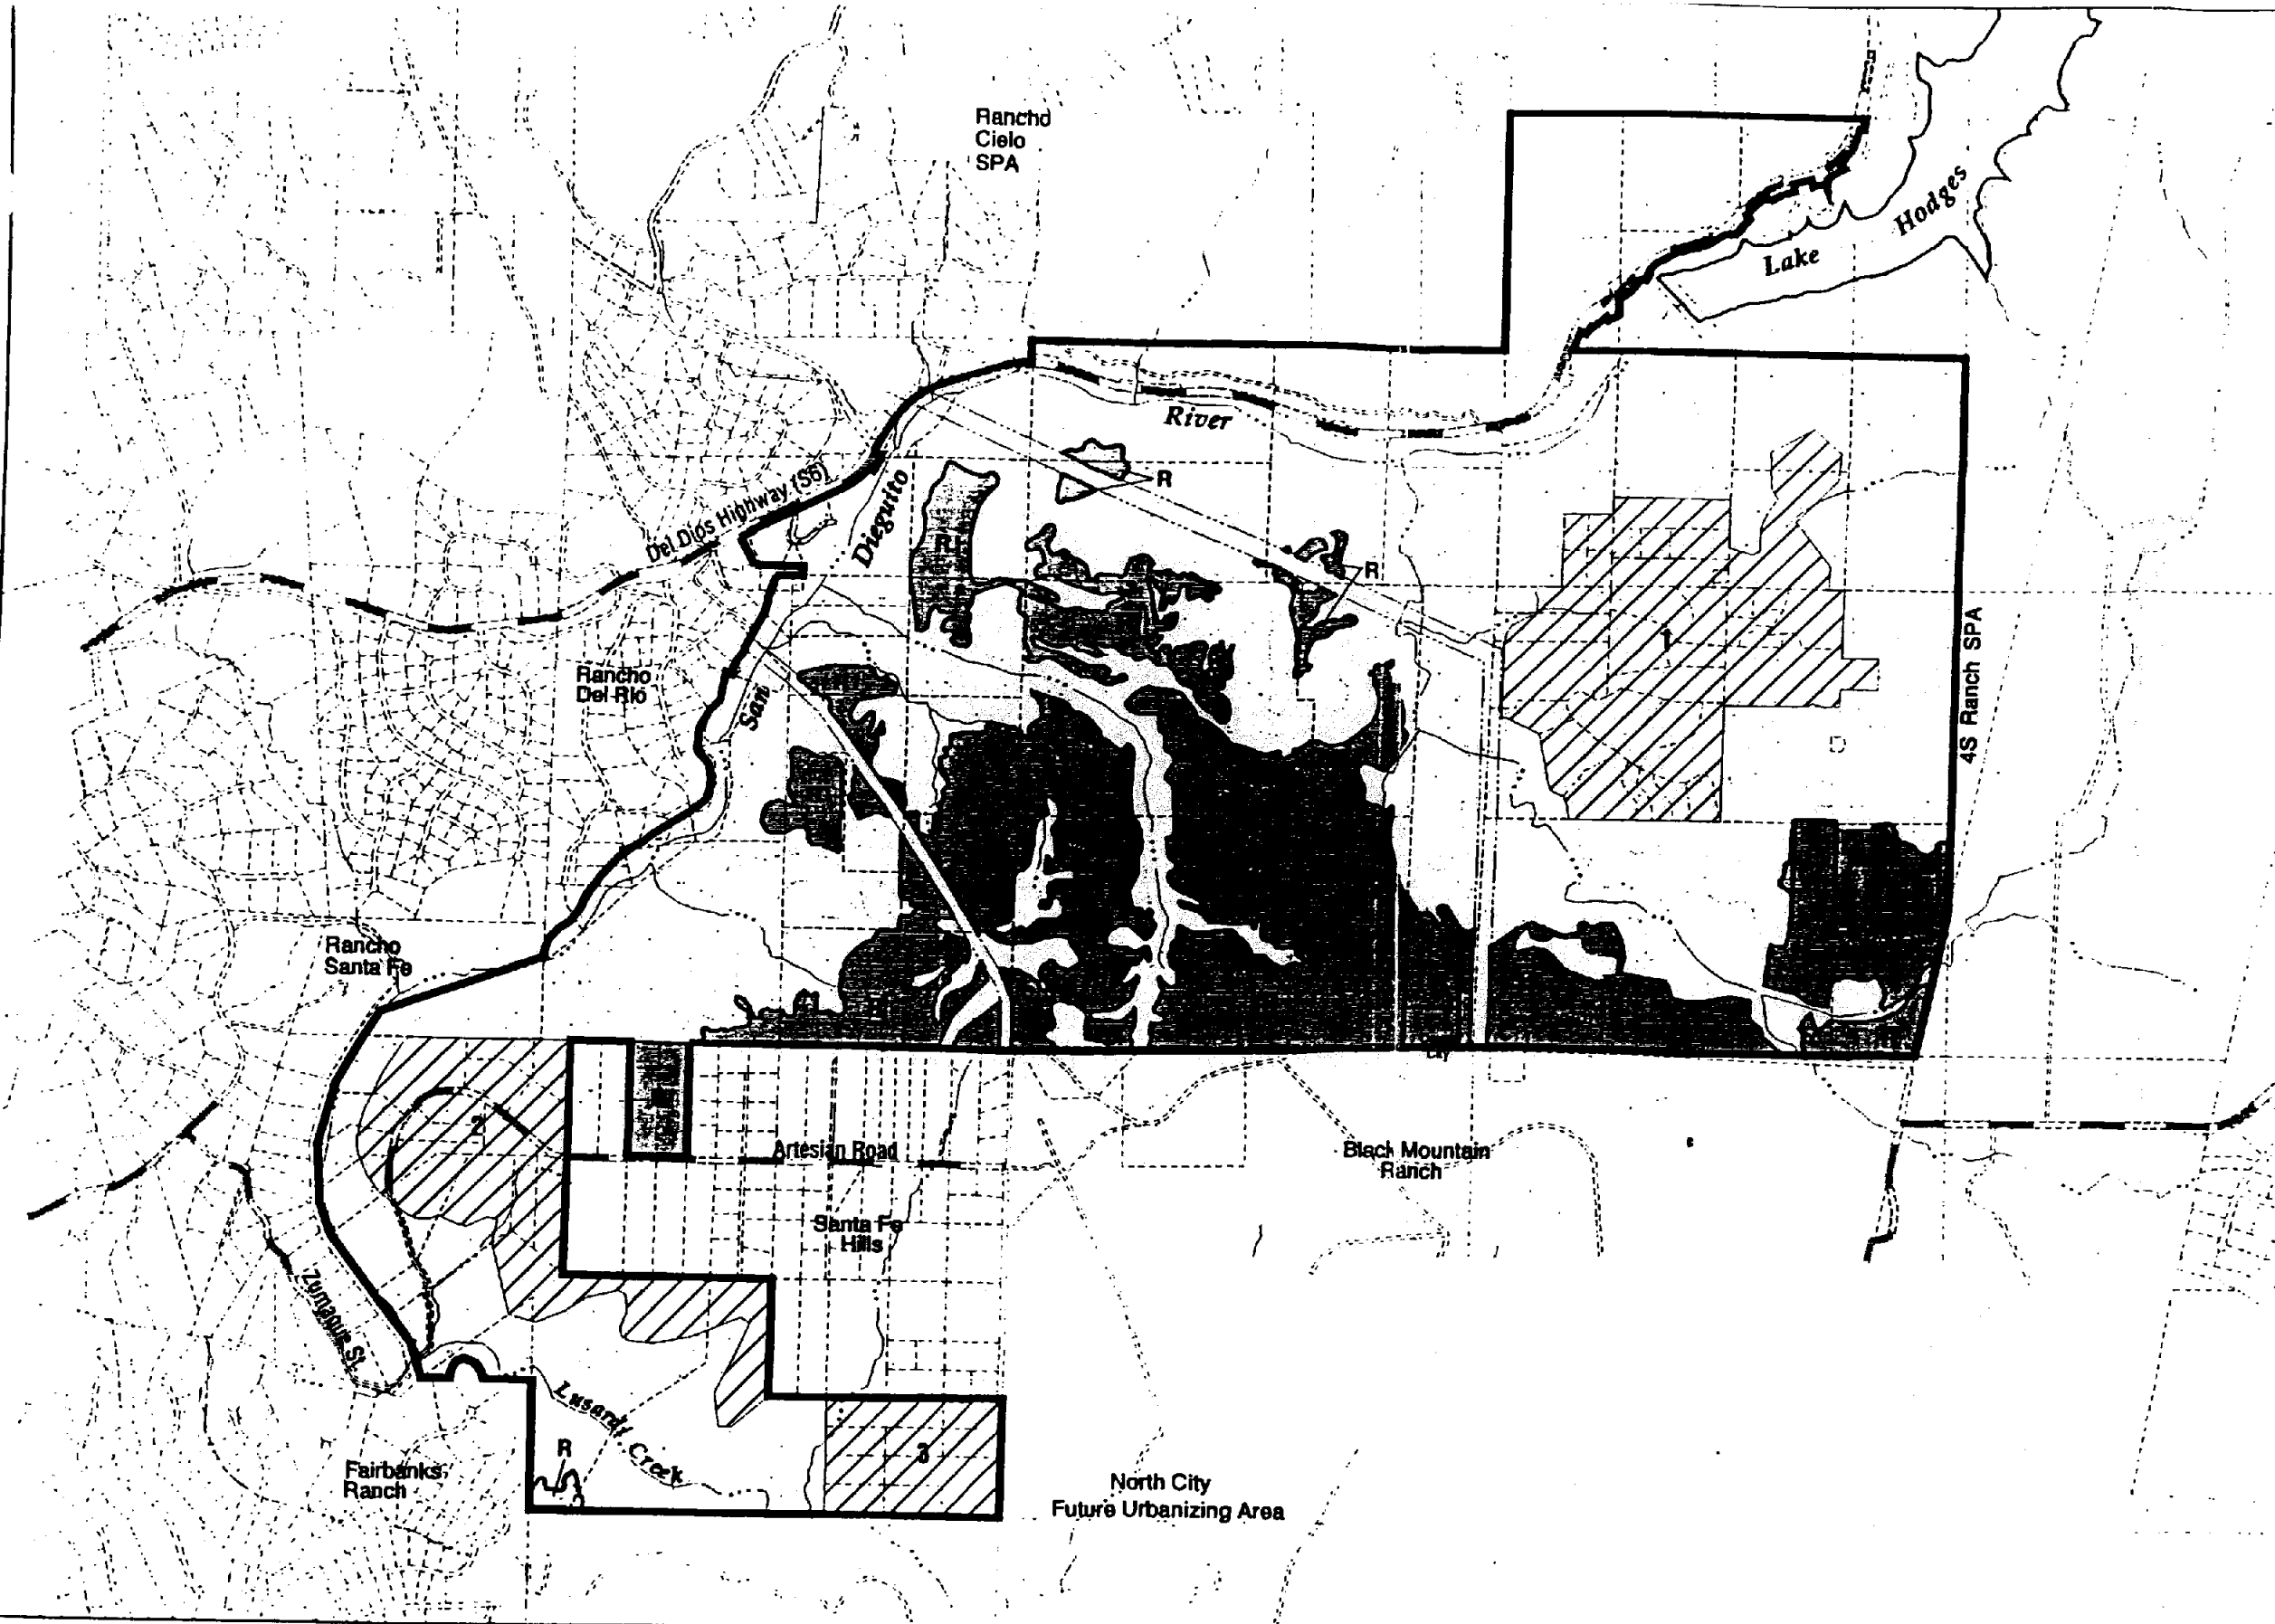 Rancho
Cielo
SPA
Lake
Hodges
River
R
Del Dios Highway (S6)
Dieguito
R
R
1
4S Ranch SPA
Rancho
Del Rio
San
Rancho
Santa Fe
2
Artesian Road
Black Mountain
Ranch
Santa Fe
Hills
Zumaque St.
Lusardi Creek
R
3
Fairbanks
Ranch
North City
Future Urbanizing Area